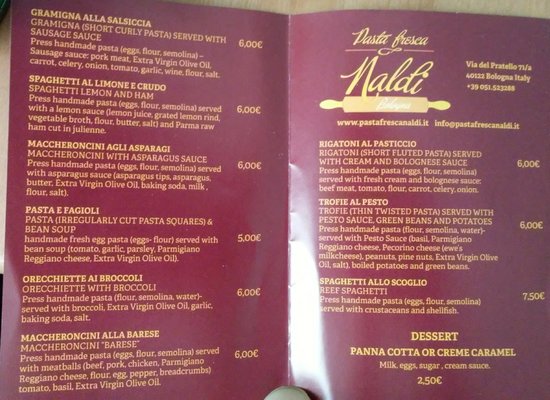 GRAMIGNA ALLA SALSICCIA
GRAMIGNA (SHORT CURLY PASTA) SERVED WITH
SAUSAGE SAUCE
6,00€
Press handmade pasta (eggs, flour, semolina) –
Sausage sauce: pork meat, Extra Virgin Olive Oil,
carrot, celery, onion, tomato, garlic, wine, flour, salt.
SPAGHETTI AL LIMONE E CRUDO
SPAGHETTI LEMON AND HAM
6,00€
Press handmade pasta (eggs, flour, semolina) served
with a lemon sauce (lemon juice, grated lemon rind,
vegetable broth, flour, butter, salt) and Parma raw
ham cut in julienne.
MACCHERONCINI AGLI ASPARAGI
MACCHERONCINI WITH ASPARAGUS SAUCE
6,00€
Press handmade pasta (eggs, flour, semolina) served
with asparagus sauce (asparagus tips, asparagus,
butter, Extra Virgin Olive Oil, baking soda, milk ,
flour, salt).
PASTA E FAGIOLI
PASTA (IRREGULARLY CUT PASTA SQUARES) &
BEAN SOUP
5,00€
handmade fresh egg pasta (eggs- flour) served with
bean soup (tomato, garlic, parsley, Parmigiano
Reggiano cheese, Extra Virgin Olive Oil).
ORECCHIETTE AI BROCCOLI
ORECCHIETTE WITH BROCCOLI
6,00€
Press handmade pasta (flour, semolina, water)-
served with broccoli, Extra Virgin Olive Oil, garlic,
baking soda, salt.
MACCHERONCINI ALLA BARESE
MACCHERONCINI "BARESE"
6,00€
Press handmade pasta (eggs, flour, semolina) served
with meatballs (beef, pork, chicken, Parmigiano
Reggiano cheese, flour, egg, pepper, breadcrumbs)
tomato, basil, Extra Virgin Olive Oil.
Pasta fresca
Naldi
Bologna
Via del Pratello 71/a
40122 Bologna Italy
+39 051.523288
www.pastafrescanaldi.it info@pastafrescanaldi.it
RIGATONI AL PASTICCIO
RIGATONI (SHORT FLUTED PASTA) SERVED
WITH CREAM AND BOLOGNESE SAUCE
6,00€
Press handmade pasta (eggs, flour, semolina)
served with fresh cream and bolognese sauce:
beef meat, tomato, flour, carrot, celery, onion.
TROFIE AL PESTO
TROFIE (THIN TWISTED PASTA) SERVED WITH
PESTO SAUCE, GREEN BEANS AND POTATOES
6,00€
Press handmade pasta (flour, semolina, water)-
served with Pesto Sauce (basil, Parmigiano
Reggiano cheese, Pecorino cheese (ewe's
milkcheese), peanuts, pine nuts, Extra Virgin Olive
Oil, salt), boiled potatoes and green beans.
SPAGHETTI ALLO SCOGLIO
REEF SPAGHETTI
7,50€
Press handmade pasta (eggs, flour, semolina)
served with crustaceans and shellfish.
DESSERT
PANNA COTTA OR CREME CARAMEL
Milk, eggs, sugar , cream sauce.
2,50€